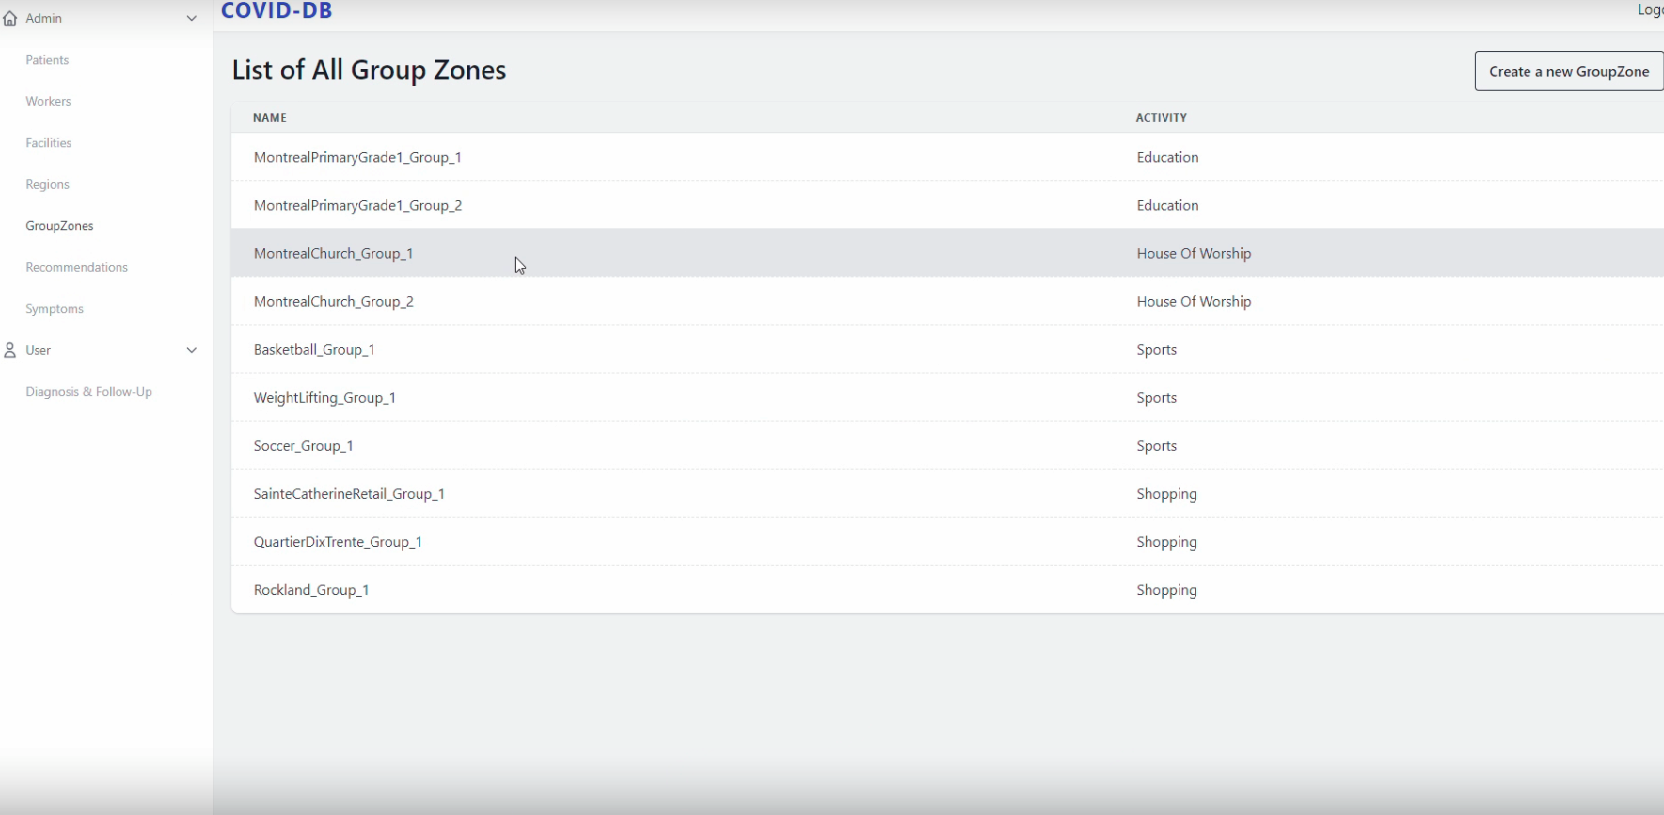 Admin
Patients
Workers
Facilities
Regions
GroupZones
Recommendations
Symptoms
User
Diagnosis & Follow-Up
COVID-DB
List of All Group Zones
Create a new GroupZone
NAME ACTIVITY
MontrealPrimaryGrade1_Group_1 Education
MontrealPrimaryGrade1_Group_2 Education
MontrealChurch_Group_1 House Of Worship
MontrealChurch_Group_2 House Of Worship
Basketball_Group_1 Sports
WeightLifting_Group_1 Sports
Soccer_Group_1 Sports
SainteCatherineRetail_Group_1 Shopping
QuartierDixTrente_Group_1 Shopping
Rockland_Group_1 Shopping